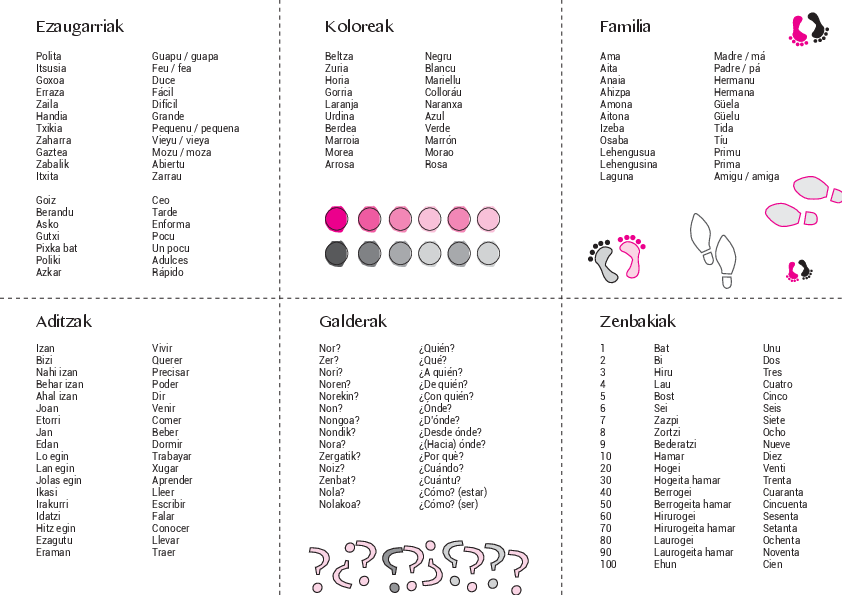 Ezaugarriak
Polita Guapu / guapa
Itsusia Feu / fea
Goxoa Duce
Erraza Fácil
Zaila Difícil
Handia Grande
Txikia Pequenu / pequena
Zaharra Vieyu / vieya
Gaztea Mozu / moza
Zabalik Abiertu
Itxita Zarrau
Goiz Ceo
Berandu Tarde
Asko Enforma
Gutxi Pocu
Pixka bat Un pocu
Poliki Adulces
Azkar Rápido
Koloreak
Beltza Negru
Zuria Blancu
Horia Mariellu
Gorria Colloráu
Laranja Naranxa
Urdina Azul
Berdea Verde
Marroia Marrón
Morea Morao
Arrosa Rosa
Familia
Ama Madre / má
Aita Padre / pá
Anaia Hermanu
Ahizpa Hermana
Amona Güela
Aitona Güelu
Izeba Tida
Osaba Tíu
Lehengusua Primu
Lehengusina Prima
Laguna Amigu / amiga
Aditzak
Izan Vivir
Bizi Querer
Nahi izan Precisar
Behar izan Poder
Ahal izan Dir
Joan Venir
Etorri Comer
Jan Beber
Edan Dormir
Lo egin Trabayar
Lan egin Xugar
Jolas egin Aprender
Ikasi Lleer
Irakurri Escribir
Idatzi Falar
Hitz egin Conocer
Ezagutu Llevar
Eraman Traer
Galderak
Nor? ¿Quién?
Zer? ¿Qué?
Nori? ¿A quién?
Noren? ¿De quién?
Norekin? ¿Con quién?
Non? ¿Ónde?
Nongoa? ¿D'ónde?
Nondik? ¿Desde ónde?
Nora? ¿(Hacia) ónde?
Zergatik? ¿Por qué?
Noiz? ¿Cuándo?
Zenbat? ¿Cuántu?
Nola? ¿Cómo? (estar)
Nolakoa? ¿Cómo? (ser)
Zenbakiak
1 Bat Unu
2 Bi Dos
3 Hiru Tres
4 Lau Cuatro
5 Bost Cinco
6 Sei Seis
7 Zazpi Siete
8 Zortzi Ocho
9 Bederatzi Nueve
10 Hamar Diez
20 Hogei Venti
30 Hogeita hamar Trenta
40 Berrogei Cuaranta
50 Berrogeita hamar Cincuenta
60 Hirurogei Sesenta
70 Hirurogeita hamar Setanta
80 Laurogei Ochenta
90 Laurogeita hamar Noventa
100 Ehun Cien